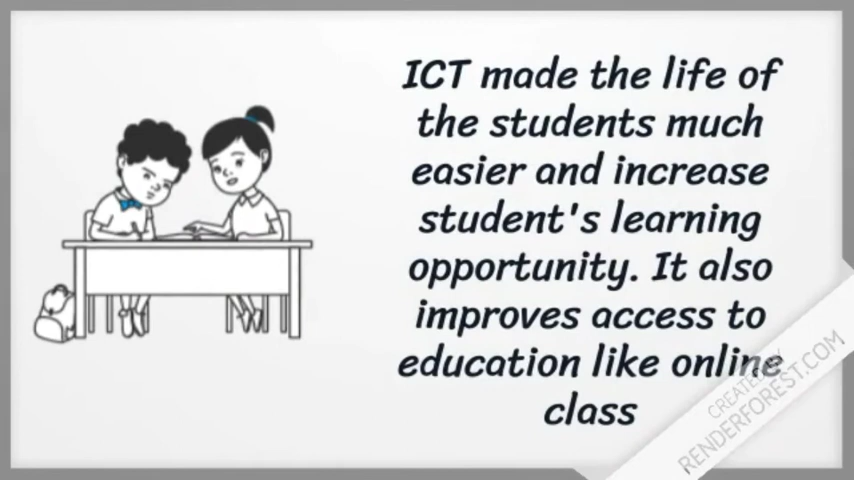 ICT made the life of
the students much
easier and increase
student's learning
opportunity. It also
improves access to
education like online
class
CREATED BY
RENDERFOREST.COM